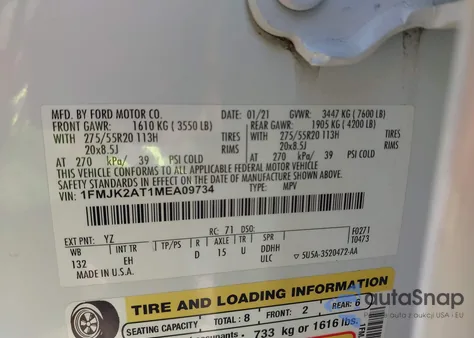 MFD. BY FORD MOTOR CO. DATE: 01/21 GVWR: 3447 KG (7600 LB)
FRONT GAWR: 1610 KG (3550 LB) REAR GAWR: 1905 KG (4200 LB)
WITH 275/55R20 113H TIRES WITH 275/55R20 113H TIRES
20x8.5J RIMS 20x8.5J RIMS
AT 270 kPa/ 39 PSI COLD AT 270 kPa/ 39 PSI COLD
THIS VEHICLE CONFORMS TO ALL APPLICABLE FEDERAL MOTOR VEHICLE
SAFETY STANDARDS IN EFFECT ON THE DATE OF MANUFACTURE SHOWN ABOVE.
VIN: 1FMJK2AT1MEA09734 TYPE: MPV
EXT PNT: YZ RC: 71 DSO: F0271
WB INT TR TP/PS R AXLE TR SPR T0473
132 EH D 15 U DDHH
ULC 5U5A-3520472-AA
MADE IN U.S.A.
TIRE AND LOADING INFORMATION
SEATING CAPACITY TOTAL: 8 FRONT: 2 REAR: 6
733 kg or 1616 lbs.
autaSnap
EU